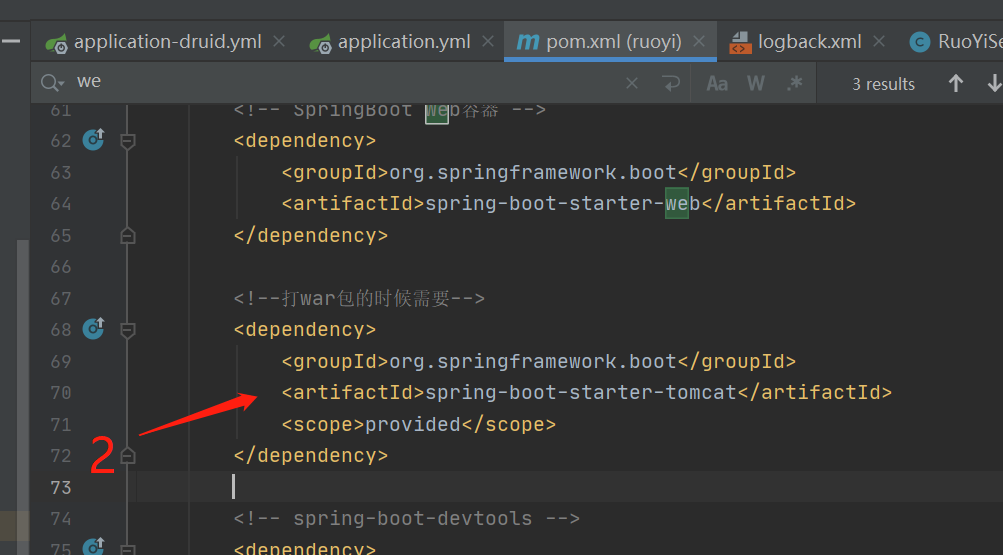 application-druid.yml
application.yml
pom.xml (ruoyi)
logback.xml
RuoYiSe
we
Aa W .*
3 results
61 <!-- SpringBoot Web容器 -->
62 <dependency>
63 <groupId>org.springframework.boot</groupId>
64 <artifactId>spring-boot-starter-web</artifactId>
65 </dependency>
66
67 <!--打war包的时候需要-->
68 <dependency>
69 <groupId>org.springframework.boot</groupId>
70 <artifactId>spring-boot-starter-tomcat</artifactId>
71 <scope>provided</scope>
2
72 </dependency>
73
74 <!-- spring-boot-devtools -->
75 <dependency>